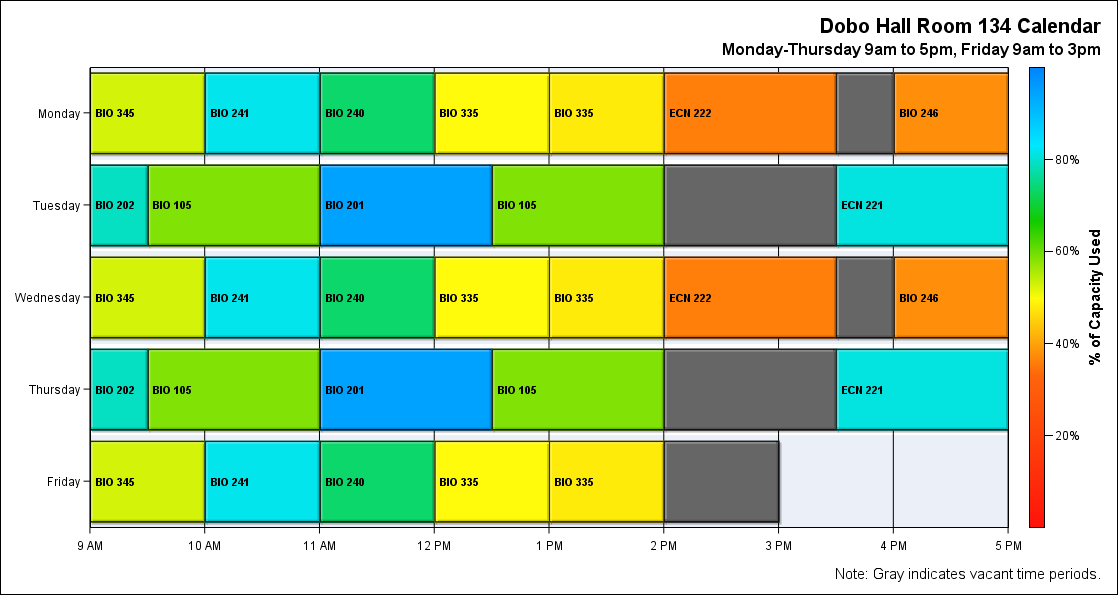 Dobo Hall Room 134 Calendar
Monday-Thursday 9am to 5pm, Friday 9am to 3pm
Monday BIO 345 BIO 241 BIO 240 BIO 335 BIO 335 ECN 222 BIO 246
Tuesday BIO 202 BIO 105 BIO 201 BIO 105 ECN 221
Wednesday BIO 345 BIO 241 BIO 240 BIO 335 BIO 335 ECN 222 BIO 246
Thursday BIO 202 BIO 105 BIO 201 BIO 105 ECN 221
Friday BIO 345 BIO 241 BIO 240 BIO 335 BIO 335
9 AM 10 AM 11 AM 12 PM 1 PM 2 PM 3 PM 4 PM 5 PM
80%
60%
40%
20%
% of Capacity Used
Note: Gray indicates vacant time periods.